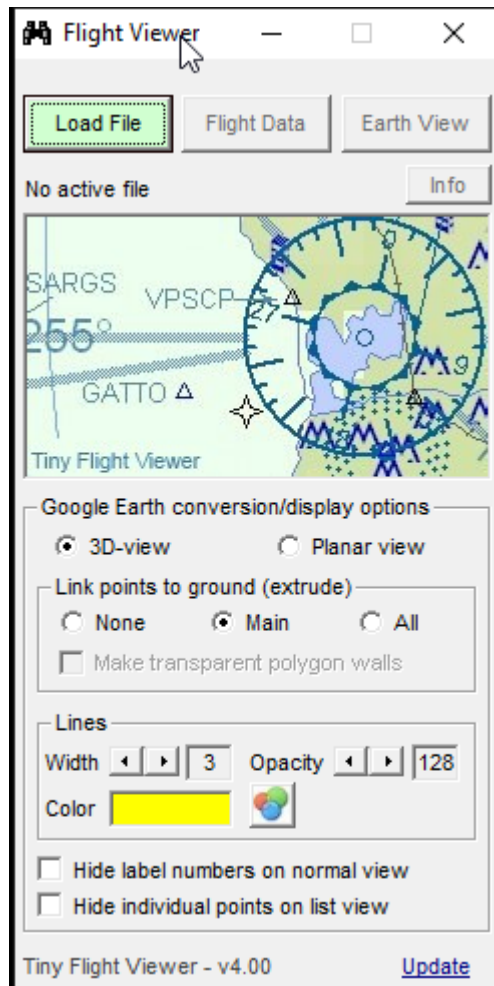 Flight Viewer
Load File Flight Data Earth View
No active file Info
SARGS VPSCP 27
255°
GATTO
9
Tiny Flight Viewer
Google Earth conversion/display options
3D-view Planar view
Link points to ground (extrude)
None Main All
Make transparent polygon walls
Lines
Width 3 Opacity 128
Color
Hide label numbers on normal view
Hide individual points on list view
Tiny Flight Viewer - v4.00 Update